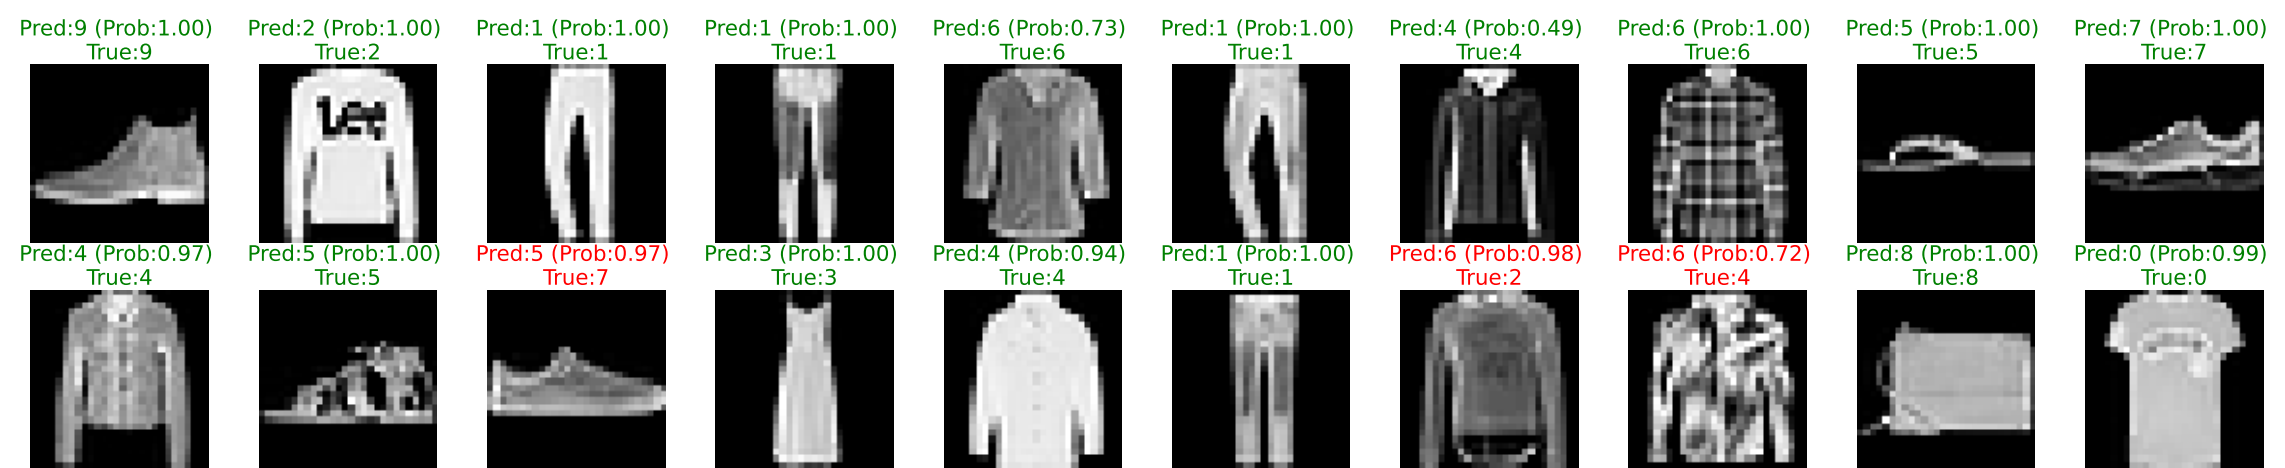 Pred:9 (Prob:1.00)
True:9
Pred:2 (Prob:1.00)
True:2
Pred:1 (Prob:1.00)
True:1
Pred:1 (Prob:1.00)
True:1
Pred:6 (Prob:0.73)
True:6
Pred:1 (Prob:1.00)
True:1
Pred:4 (Prob:0.49)
True:4
Pred:6 (Prob:1.00)
True:6
Pred:5 (Prob:1.00)
True:5
Pred:7 (Prob:1.00)
True:7
Lee
Pred:4 (Prob:0.97)
True:4
Pred:5 (Prob:1.00)
True:5
Pred:5 (Prob:0.97)
True:7
Pred:3 (Prob:1.00)
True:3
Pred:4 (Prob:0.94)
True:4
Pred:1 (Prob:1.00)
True:1
Pred:6 (Prob:0.98)
True:2
Pred:6 (Prob:0.72)
True:4
Pred:8 (Prob:1.00)
True:8
Pred:0 (Prob:0.99)
True:0